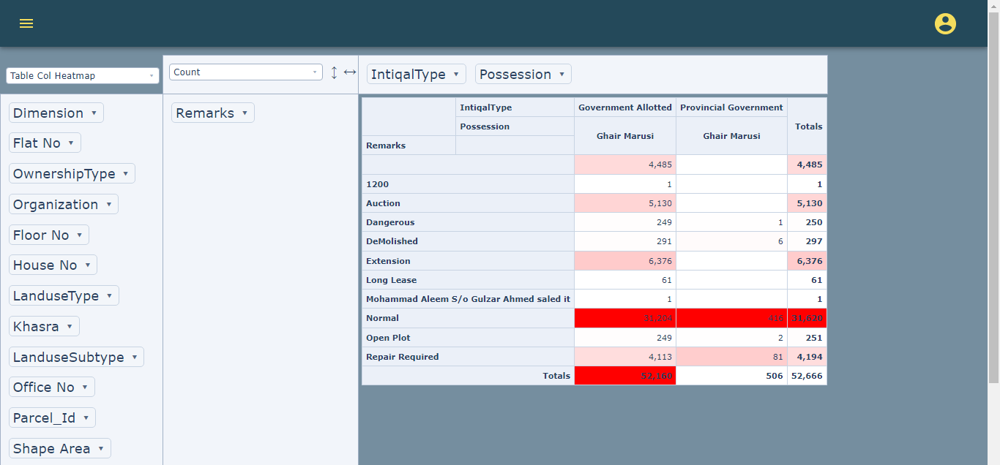 Table Col Heatmap
Count ↕ ↔
IntiqalType ▾ Possession ▾
Dimension ▾
Flat No ▾
OwnershipType ▾
Organization ▾
Floor No ▾
House No ▾
LanduseType ▾
Khasra ▾
LanduseSubtype ▾
Office No ▾
Parcel_Id ▾
Shape Area ▾
Remarks ▾
IntiqalType Government Allotted Provincial Government Totals
Possession Ghair Marusi Ghair Marusi
Remarks
4,485 4,485
1200 1 1
Auction 5,130 5,130
Dangerous 249 1 250
DeMolished 291 6 297
Extension 6,376 6,376
Long Lease 61 61
Mohammad Aleem S/o Gulzar Ahmed saled it 1 1
Normal 31,204 416 31,620
Open Plot 249 2 251
Repair Required 4,113 81 4,194
Totals 52,160 506 52,666